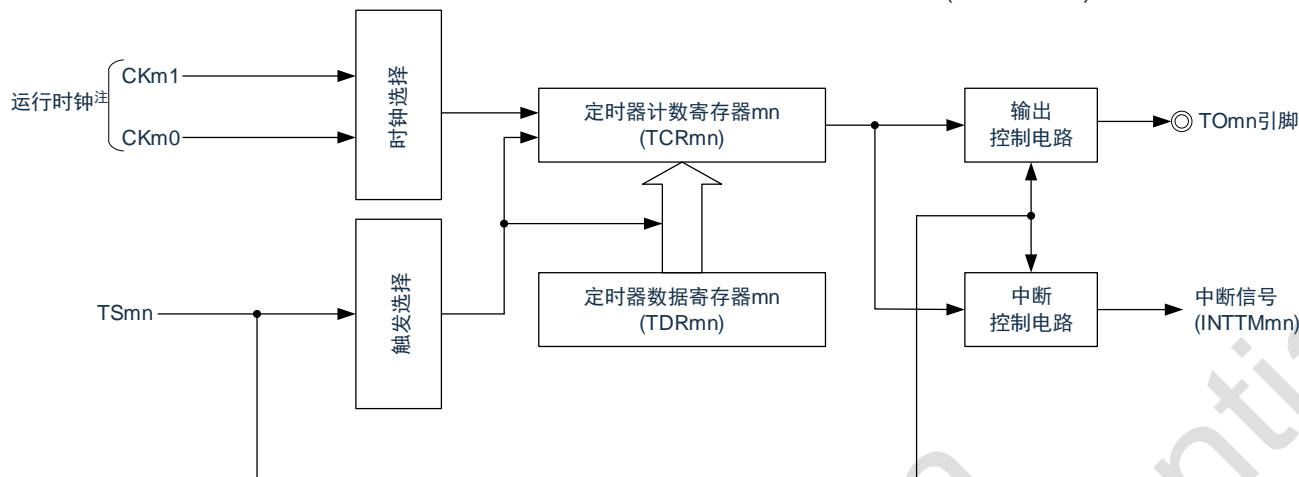 CKm1
运行时钟注
CKm0
时钟选择
定时器计数寄存器mn
(TCRmn)
输出
控制电路
TOmn引脚
TSmn
触发选择
定时器数据寄存器mn
(TDRmn)
中断
控制电路
中断信号
(INTTMmn)